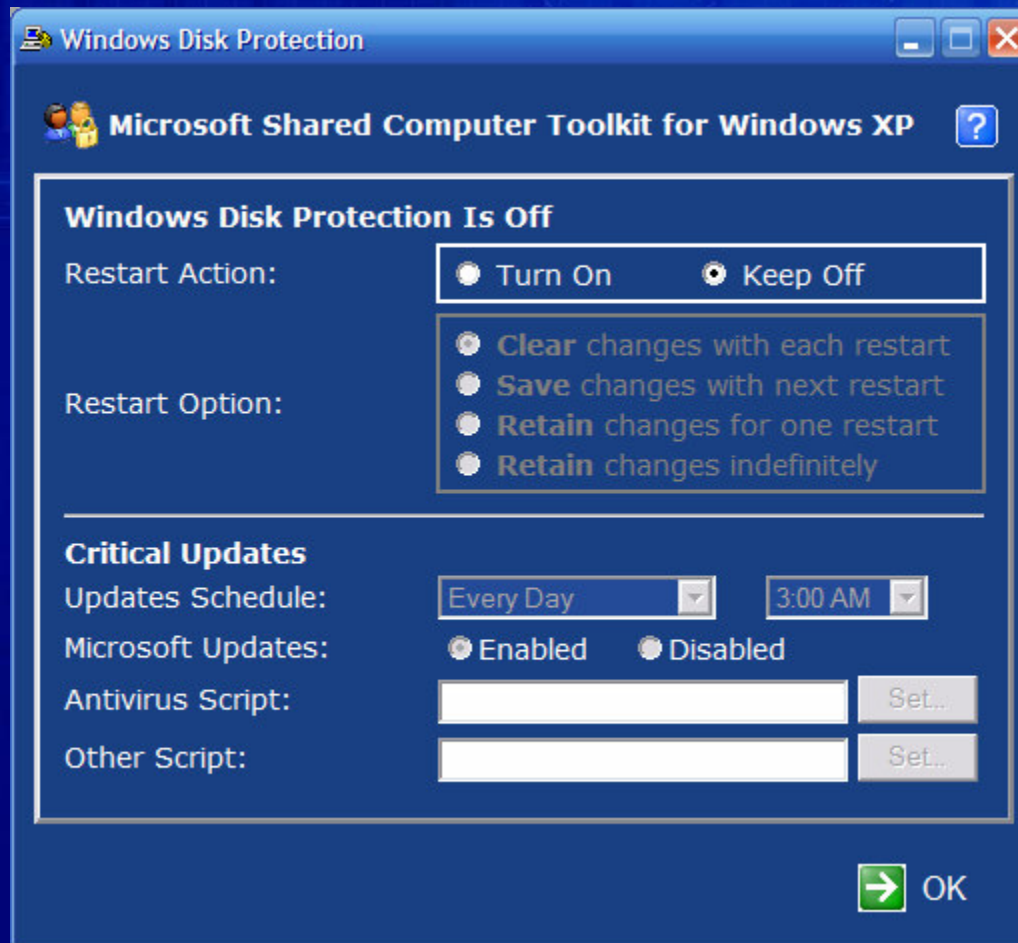 Windows Disk Protection
Microsoft Shared Computer Toolkit for Windows XP ?
Windows Disk Protection Is Off
Restart Action: Turn On Keep Off
Clear changes with each restart
Save changes with next restart
Restart Option:
Retain changes for one restart
Retain changes indefinitely
Critical Updates
Updates Schedule: Every Day 3:00 AM
Microsoft Updates: Enabled Disabled
Antivirus Script: Set..
Other Script: Set..
OK